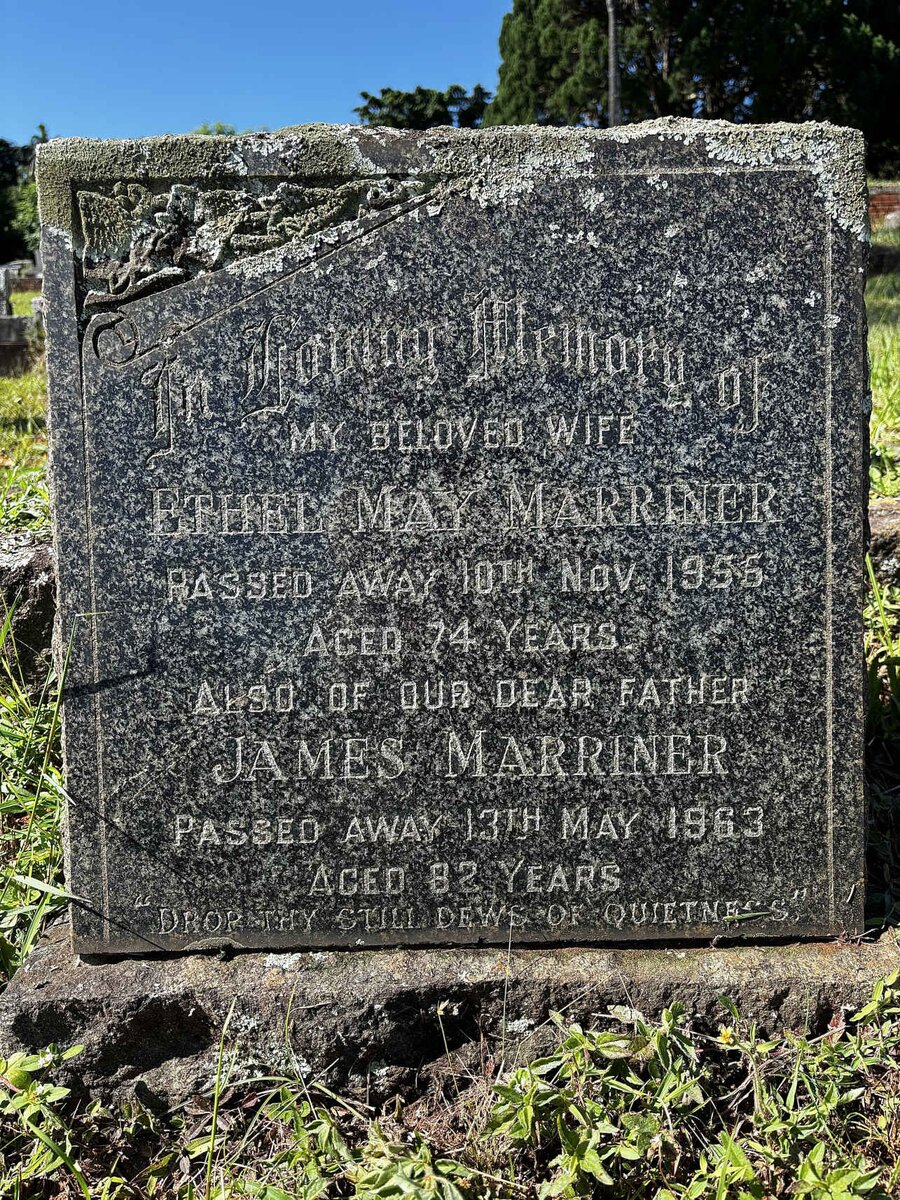 In Loving Memory of
MY BELOVED WIFE
ETHEL MAY MARRINER
PASSED AWAY 10TH NOV. 1955
AGED 74 YEARS.
ALSO OF OUR DEAR FATHER
JAMES MARRINER
PASSED AWAY 13TH MAY 1963
AGED 82 YEARS
"DROP THY STILL DEWS OF QUIETNESS."